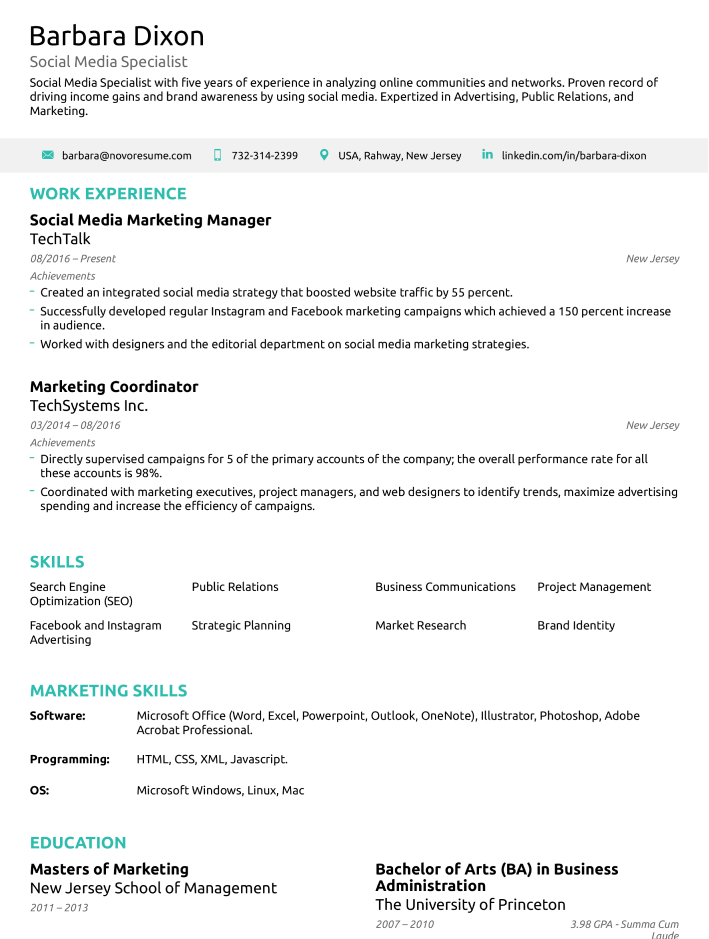 Barbara Dixon
Social Media Specialist
Social Media Specialist with five years of experience in analyzing online communities and networks. Proven record of
driving income gains and brand awareness by using social media. Expertized in Advertising, Public Relations, and
Marketing.
barbara@novoresume.com 732-314-2399 USA, Rahway, New Jersey linkedin.com/in/barbara-dixon
WORK EXPERIENCE
Social Media Marketing Manager
TechTalk
08/2016 – Present New Jersey
Achievements
– Created an integrated social media strategy that boosted website traffic by 55 percent.
– Successfully developed regular Instagram and Facebook marketing campaigns which achieved a 150 percent increase
in audience.
– Worked with designers and the editorial department on social media marketing strategies.
Marketing Coordinator
TechSystems Inc.
03/2014 – 08/2016 New Jersey
Achievements
– Directly supervised campaigns for 5 of the primary accounts of the company; the overall performance rate for all
these accounts is 98%.
– Coordinated with marketing executives, project managers, and web designers to identify trends, maximize advertising
spending and increase the efficiency of campaigns.
SKILLS
Search Engine
Optimization (SEO)
Public Relations
Business Communications
Project Management
Facebook and Instagram
Advertising
Strategic Planning
Market Research
Brand Identity
MARKETING SKILLS
Software: Microsoft Office (Word, Excel, Powerpoint, Outlook, OneNote), Illustrator, Photoshop, Adobe
Acrobat Professional.
Programming: HTML, CSS, XML, Javascript.
OS: Microsoft Windows, Linux, Mac
EDUCATION
Masters of Marketing
New Jersey School of Management
2011 – 2013
Bachelor of Arts (BA) in Business
Administration
The University of Princeton
2007 – 2010 3.98 GPA - Summa Cum
Laude